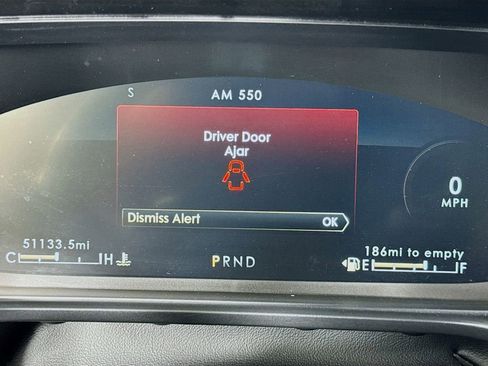 S AM 550
Driver Door
Ajar
Dismiss Alert OK
0
MPH
51133.5mi
186mi to empty
C H
PRND
E F